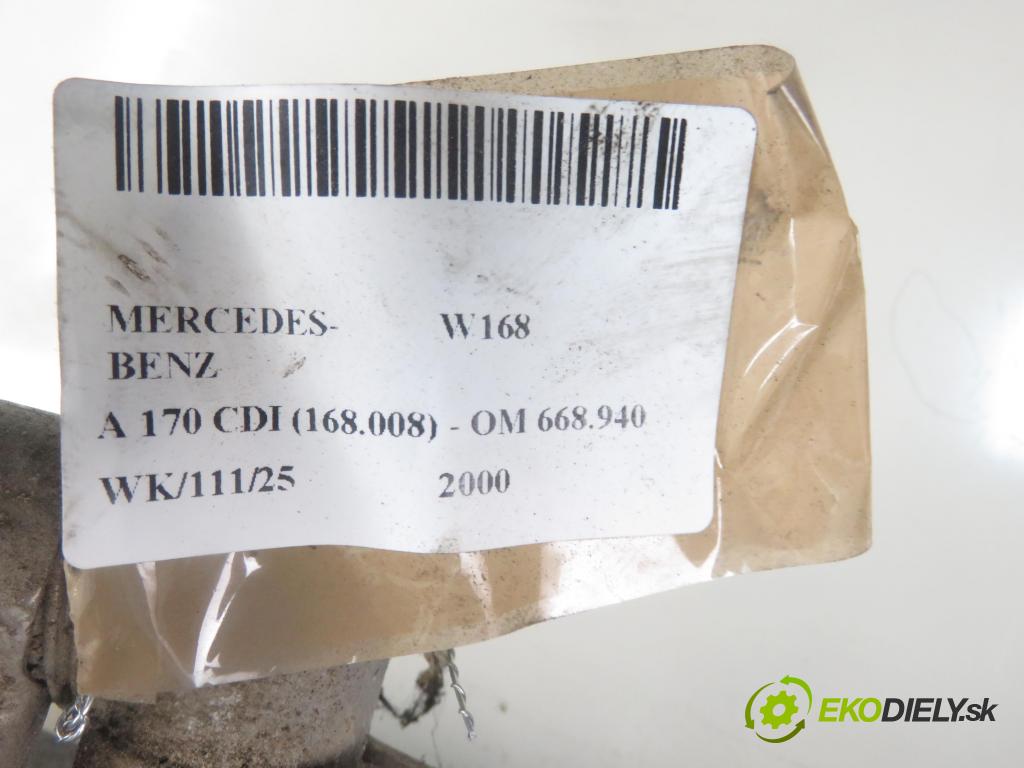 MERCEDES- W168
BENZ
A 170 CDI (168.008) - OM 668.940
WK/111/25 2000
EKODIELY.sk